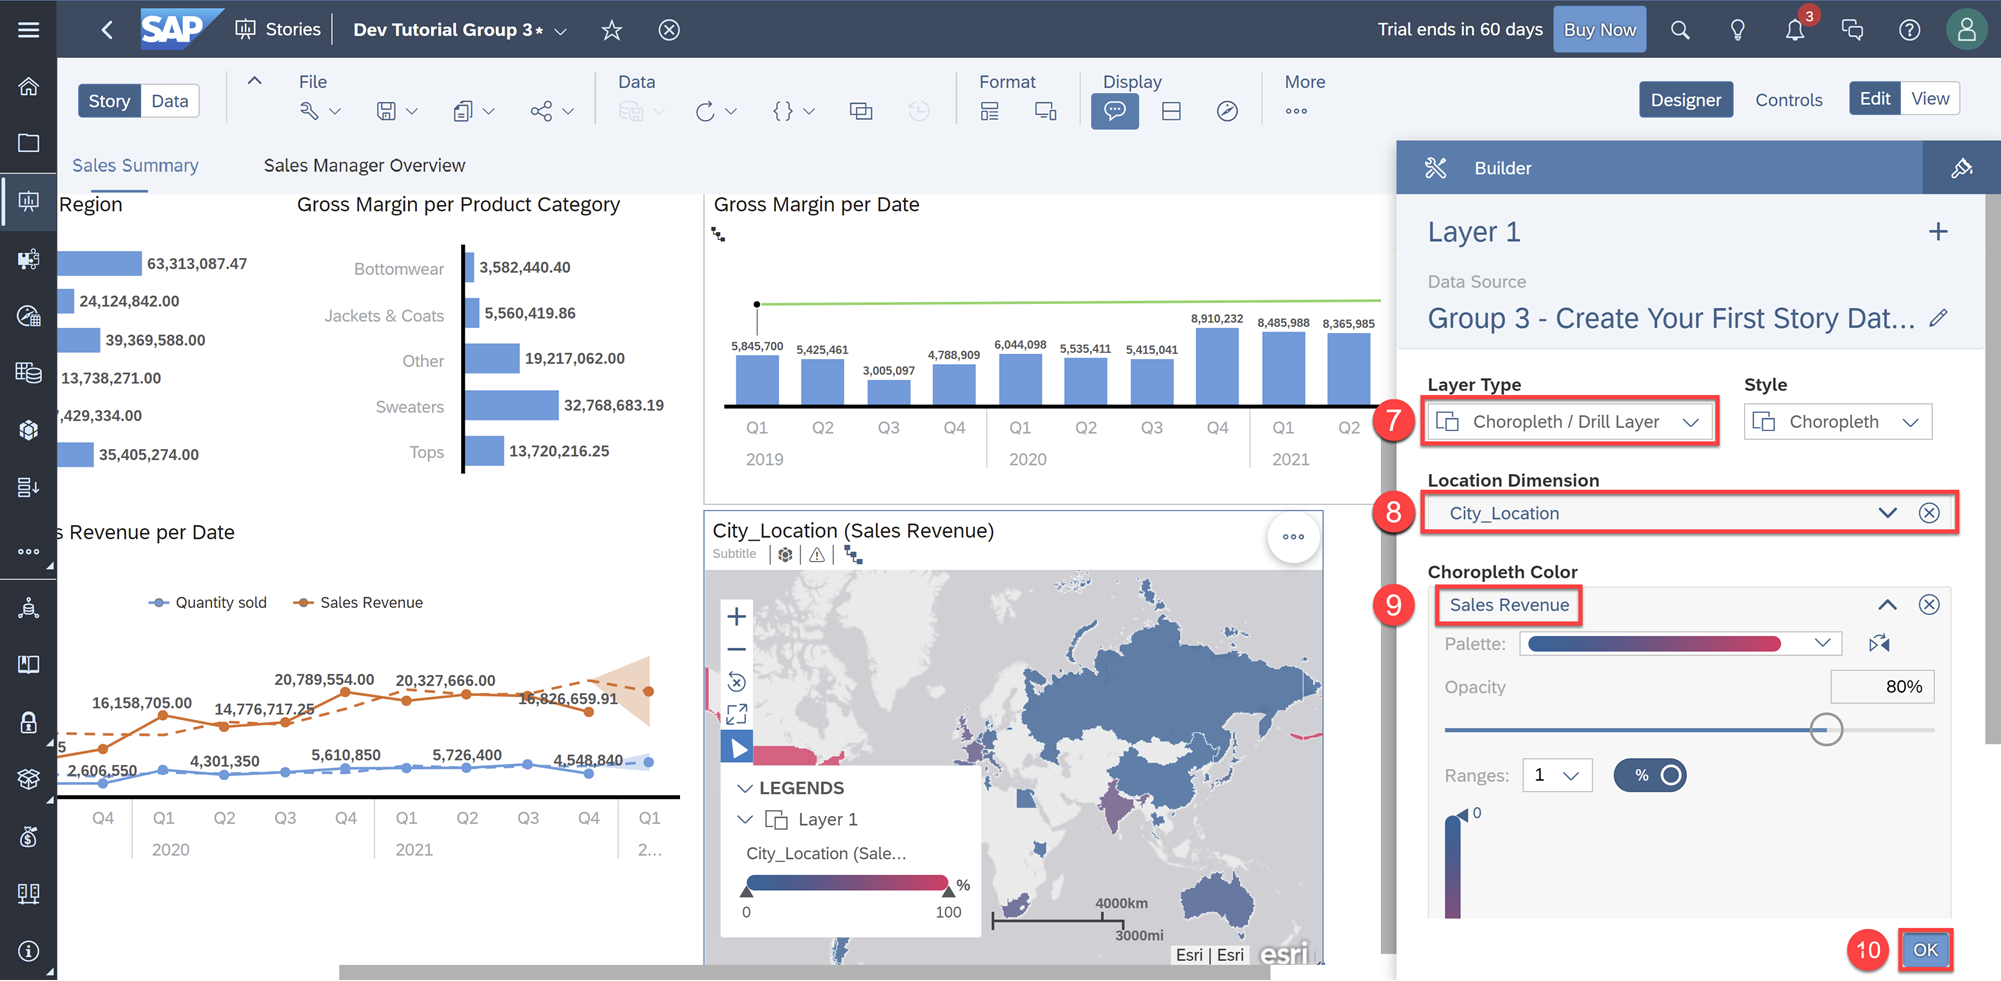 SAP
Stories
Dev Tutorial Group 3*
Trial ends in 60 days
Buy Now
3
Story
Data
File
Data
Format
Display
More
Designer
Controls
Edit
View
Sales Summary
Sales Manager Overview
Builder
Region
63,313,087.47
24,124,842.00
39,369,588.00
13,738,271.00
,429,334.00
35,405,274.00
Gross Margin per Product Category
Bottomwear
3,582,440.40
Jackets & Coats
5,560,419.86
Other
19,217,062.00
Sweaters
32,768,683.19
Tops
13,720,216.25
Gross Margin per Date
5,845,700
5,425,461
3,005,097
4,788,909
6,044,098
5,535,411
5,415,041
8,910,232
8,485,988
8,365,985
Q1 Q2 Q3 Q4 Q1 Q2 Q3 Q4 Q1 Q2
2019 2020 2021
s Revenue per Date
Quantity sold
Sales Revenue
5
16,158,705.00
14,776,717.25
20,789,554.00
20,327,666.00
16,826,659.91
2,606,550
4,301,350
5,610,850
5,726,400
4,548,840
Q4 Q1 Q2 Q3 Q4 Q1 Q2 Q3 Q4 Q1
2020 2021 2...
City_Location (Sales Revenue)
Subtitle
LEGENDS
Layer 1
City_Location (Sale...
%
0
100
4000km
3000mi
Esri | Esri
esri
Layer 1
Data Source
Group 3 - Create Your First Story Dat...
Layer Type
Style
7
Choropleth / Drill Layer
Choropleth
Location Dimension
8
City_Location
Choropleth Color
9
Sales Revenue
Palette:
Opacity
80%
Ranges:
1
%
0
10
OK